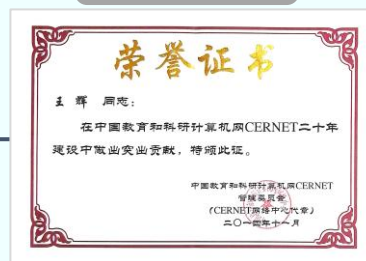 荣誉证书
王辉 同志：
在中国教育和科研计算机网CERNET二十年
建设中做出突出贡献，特颁此证。
中国教育和科研计算机网CERNET
管理委员会
（CERNET网络中心代章）
二〇一四年十一月